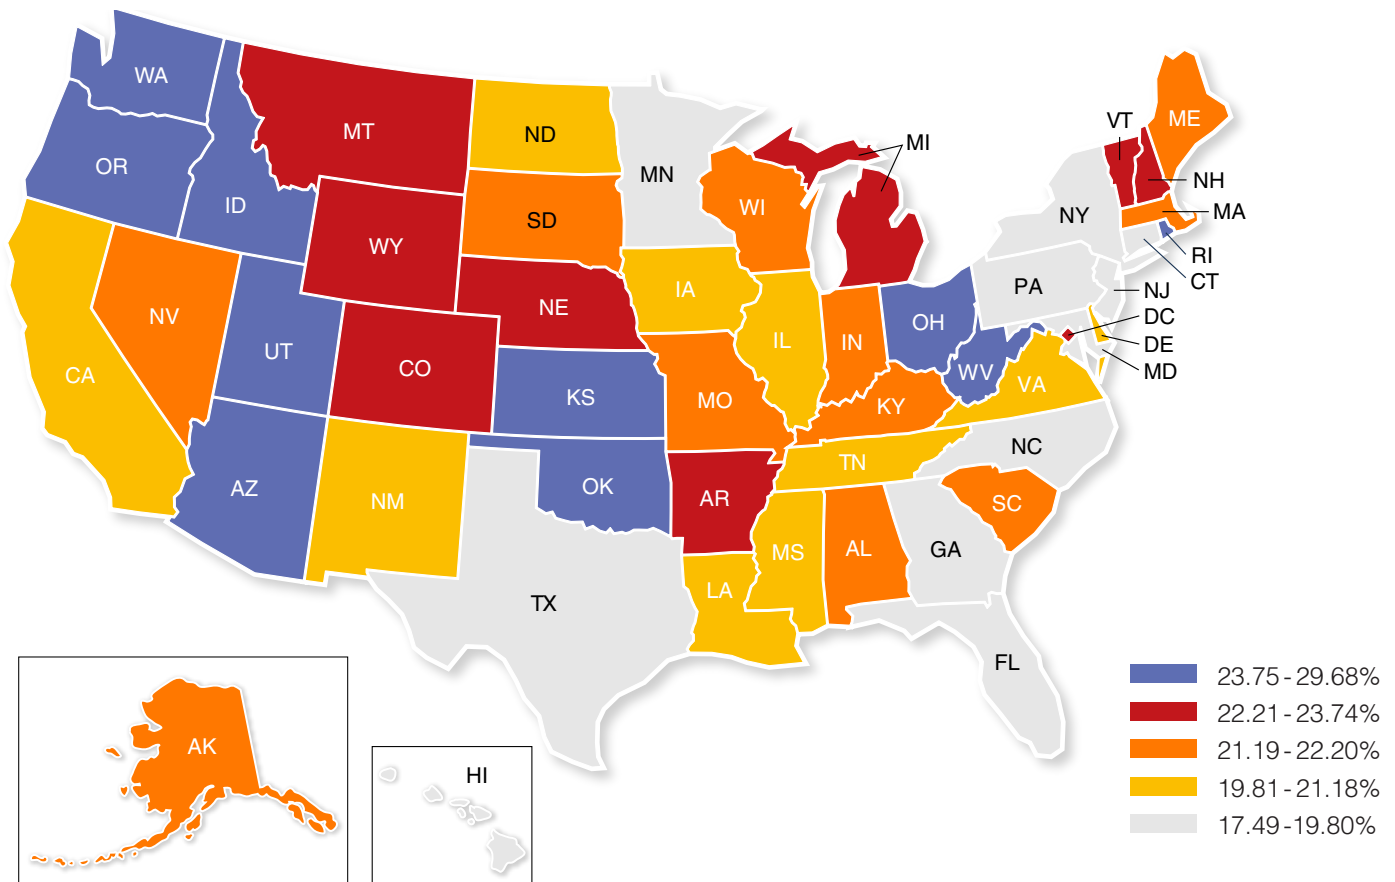 WA
VT
ME
MT
ND
MI
OR
MN
NH
ID
WI
NY
MA
SD
WY
RI
IA
PA
CT
NE
NJ
NV
DC
OH
UT
IL
IN
DE
CO
WV
MD
CA
VA
KS
MO
KY
NC
TN
AZ
OK
NM
AR
SC
MS
AL
GA
LA
TX
FL
23.75 - 29.68%
22.21 - 23.74%
AK
21.19 - 22.20%
HI
19.81 - 21.18%
17.49 - 19.80%